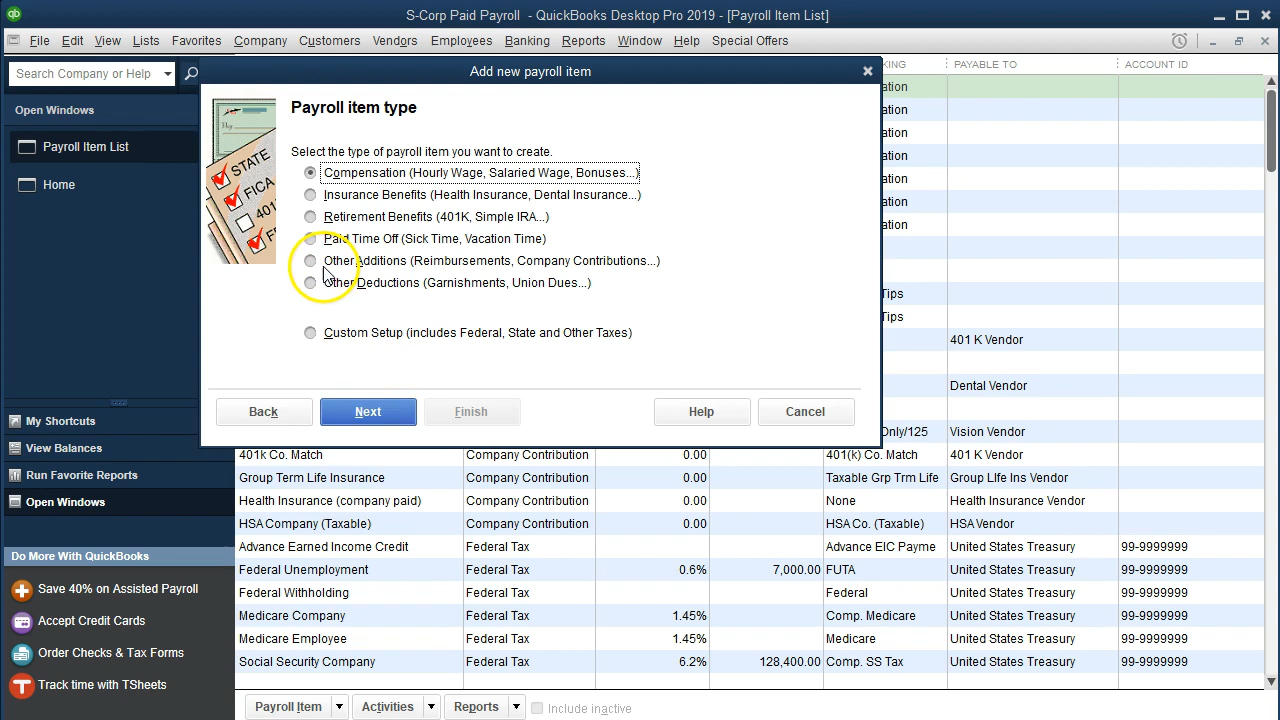 S-Corp Paid Payroll - QuickBooks Desktop Pro 2019 - [Payroll Item List]
File Edit View Lists Favorites Company Customers Vendors Employees Banking Reports Window Help Special Offers
Search Company or Help
Open Windows
Payroll Item List
Home
My Shortcuts
View Balances
Run Favorite Reports
Open Windows
Do More With QuickBooks
Save 40% on Assisted Payroll
Accept Credit Cards
Order Checks & Tax Forms
Track time with TSheets
Add new payroll item
Payroll item type
STATE
FICA
Select the type of payroll item you want to create.
Compensation (Hourly Wage, Salaried Wage, Bonuses...)
Insurance Benefits (Health Insurance, Dental Insurance...)
Retirement Benefits (401K, Simple IRA...)
Paid Time Off (Sick Time, Vacation Time)
Other Additions (Reimbursements, Company Contributions...)
Other Deductions (Garnishments, Union Dues...)
Custom Setup (includes Federal, State and Other Taxes)
Back Next Finish Help Cancel
KING PAYABLE TO ACCOUNT ID
ation
ation
ation
ation
ation
ation
ation
Tips
Tips
401 K Vendor
Dental Vendor
Only/125 Vision Vendor
401k Co. Match Company Contribution 0.00 401(k) Co. Match 401 K Vendor
Group Term Life Insurance Company Contribution 0.00 Taxable Grp Trm Life Group LIfe Ins Vendor
Health Insurance (company paid) Company Contribution 0.00 None Health Insurance Vendor
HSA Company (Taxable) Company Contribution 0.00 HSA Co. (Taxable) HSA Vendor
Advance Earned Income Credit Federal Tax Advance EIC Payme United States Treasury 99-9999999
Federal Unemployment Federal Tax 0.6% 7,000.00 FUTA United States Treasury 99-9999999
Federal Withholding Federal Tax Federal United States Treasury 99-9999999
Medicare Company Federal Tax 1.45% Comp. Medicare United States Treasury 99-9999999
Medicare Employee Federal Tax 1.45% Medicare United States Treasury 99-9999999
Social Security Company Federal Tax 6.2% 128,400.00 Comp. SS Tax United States Treasury 99-9999999
Payroll Item Activities Reports Include inactive